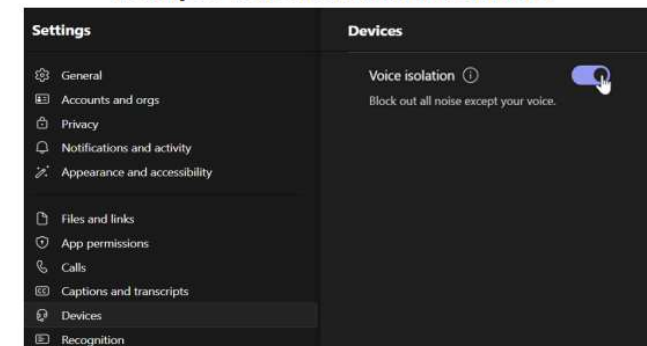 Settings
General
Accounts and orgs
Privacy
Notifications and activity
Appearance and accessibility
Files and links
App permissions
Calls
Captions and transcripts
Devices
Recognition
Devices
Voice isolation
Block out all noise except your voice.